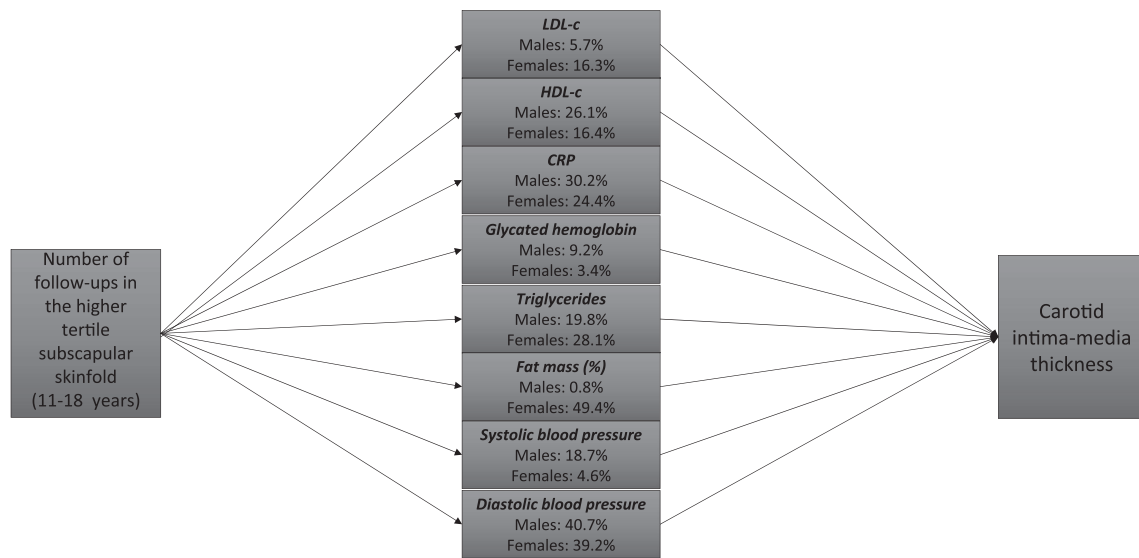 Number of
follow-ups in
the higher
tertile
subscapular
skinfold
(11-18 years)
LDL-c
Males: 5.7%
Females: 16.3%
HDL-c
Males: 26.1%
Females: 16.4%
CRP
Males: 30.2%
Females: 24.4%
Glycated hemoglobin
Males: 9.2%
Females: 3.4%
Triglycerides
Males: 19.8%
Females: 28.1%
Fat mass (%)
Males: 0.8%
Females: 49.4%
Systolic blood pressure
Males: 18.7%
Females: 4.6%
Diastolic blood pressure
Males: 40.7%
Females: 39.2%
Carotid
intima-media
thickness